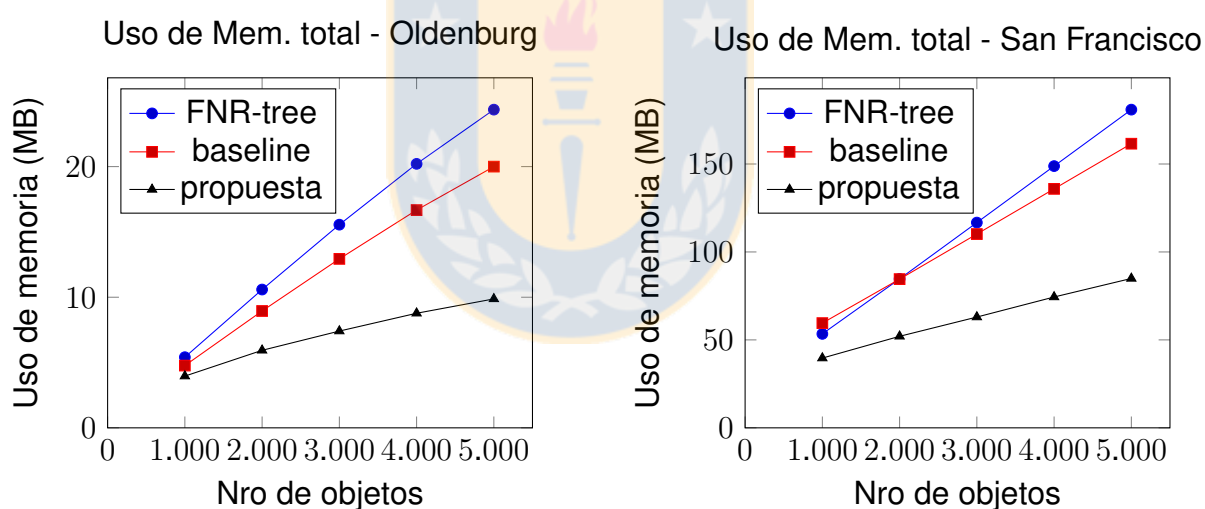 Uso de Mem. total - Oldenburg
FNR-tree
baseline
propuesta
Uso de memoria (MB)
20
10
0
0 1.000 2.000 3.000 4.000 5.000
Nro de objetos
Uso de Mem. total - San Francisco
FNR-tree
baseline
propuesta
Uso de memoria (MB)
150
100
50
0
0 1.000 2.000 3.000 4.000 5.000
Nro de objetos